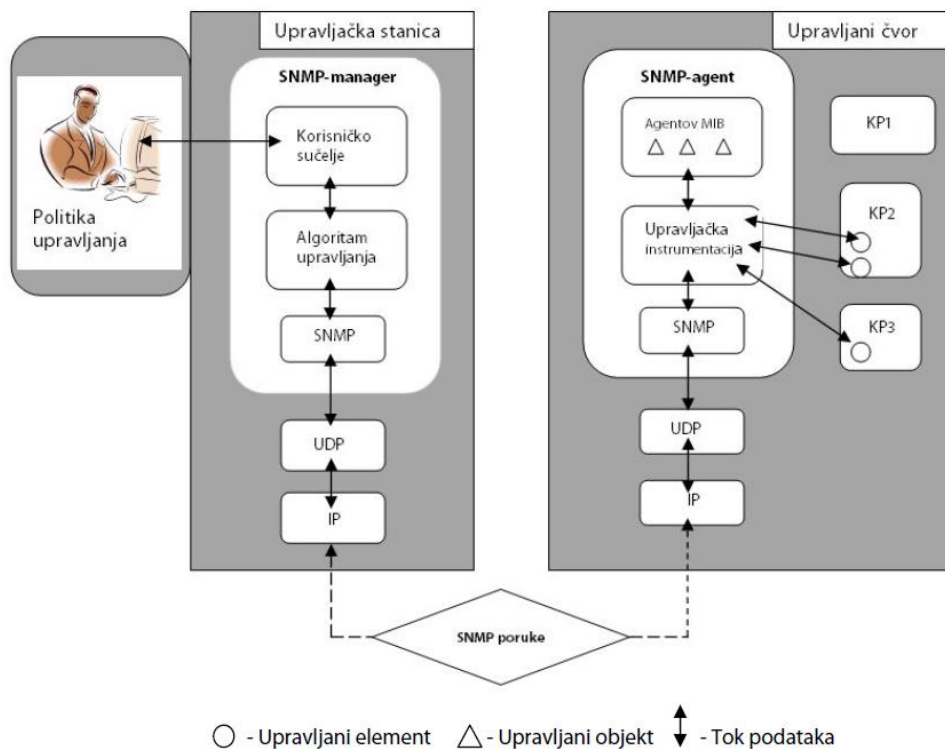 Upravljačka stanica
SNMP-manager
Korisničko
sučelje
Politika
upravljanja
Algoritam
upravljanja
SNMP
UDP
IP
Upravljani čvor
SNMP-agent
Agentov MIB
Upravljačka
instrumentacija
SNMP
UDP
IP
KP1
KP2
KP3
SNMP poruke
- Upravljani element
- Upravljani objekt
- Tok podataka